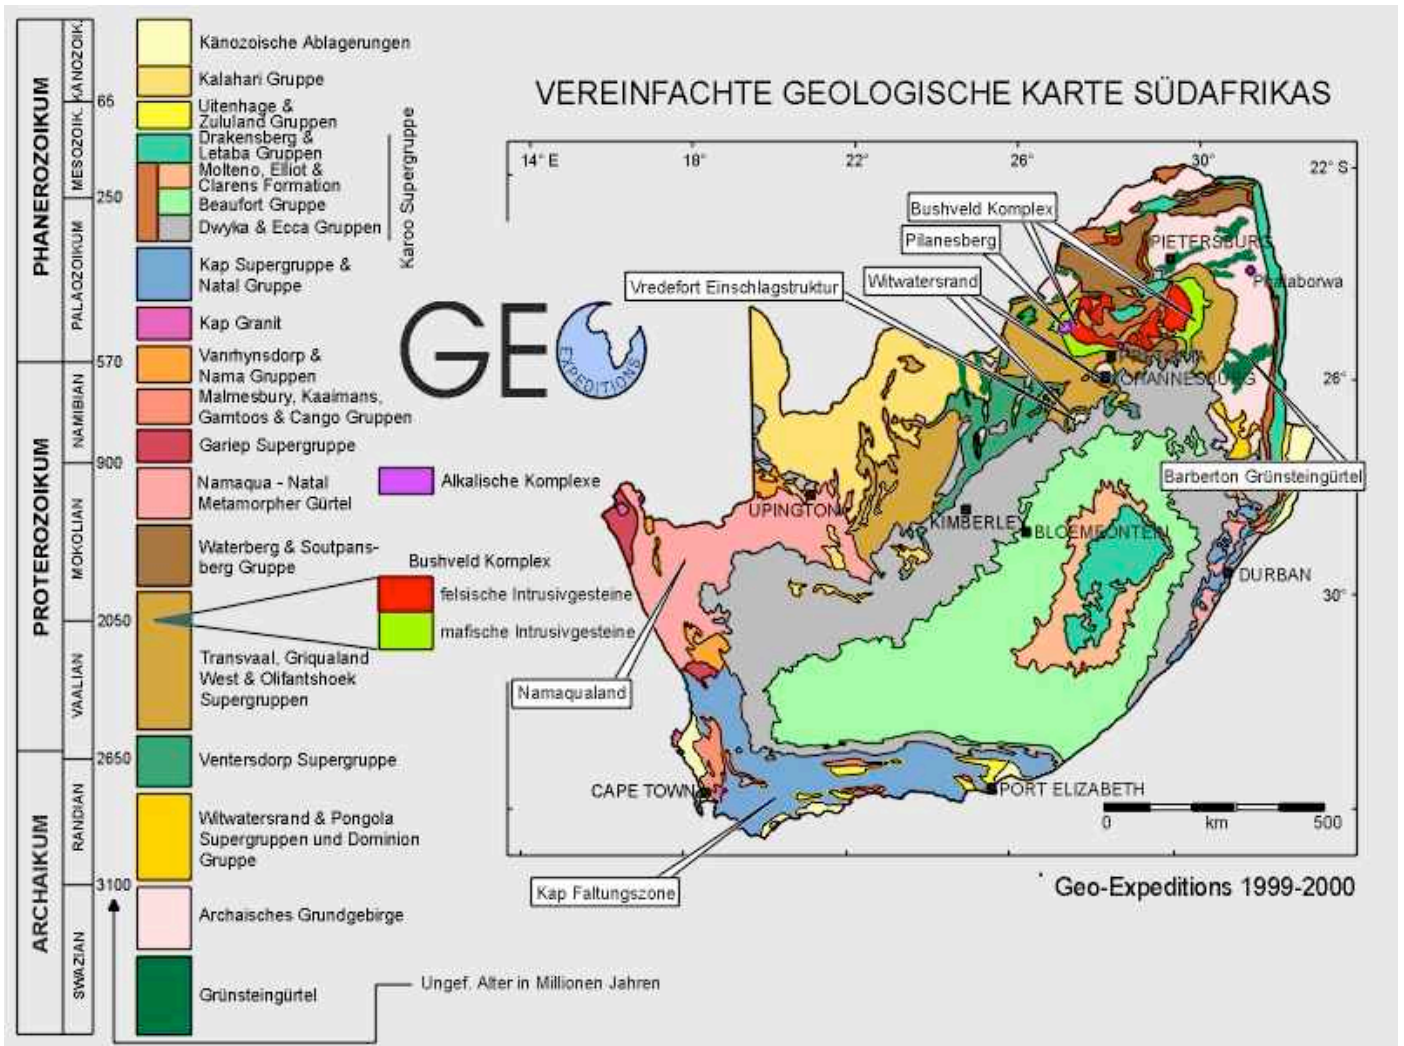 VEREINFACHTE GEOLOGISCHE KARTE SÜDAFRIKAS
PHANEROZOIKUM
PROTEROZOIKUM
ARCHAIKUM
KANOZOIK.
MESOZOIK.
PALAOZOIKUM
NAMIBIAN
MOKOLIAN
VAALIAN
RANDIAN
SWAZIAN
66
250
570
900
2050
2650
3100
Känozoische Ablagerungen
Kalahari Gruppe
Uitenhage &
Zululand Gruppen
Drakensberg &
Letaba Gruppen
Molteno, Elliot &
Clarens Formation
Beaufort Gruppe
Dwyka & Ecca Gruppen
Karoo Supergruppe
Kap Supergruppe &
Natal Gruppe
Kap Granit
Vanrhynsdorp &
Nama Gruppen
Malmesbury, Kaaimans,
Gamtoos & Cango Gruppen
Gariep Supergruppe
Namaqua - Natal
Metamorpher Gürtel
Waterberg & Soutpans-
berg Gruppe
Transvaal, Griqualand
West & Olifantshoek
Supergruppen
Ventersdorp Supergruppe
Witwatersrand & Pongola
Supergruppen und Dominion
Gruppe
Archaisches Grundgebirge
Grünsteingürtel
Alkalische Komplexe
Bushveld Komplex
felsische Intrusivgesteine
mafische Intrusivgesteine
Ungef. Alter in Millionen Jahren
GEO
EXPEDITIONS
14° E
18°
22°
26°
30°
22° S
26°
30°
Bushveld Komplex
Pilanesberg
Witwatersrand
Vredefort Einschlagstruktur
PIETERSBURG
Phalaborwa
PRETORIA
JOHANNESBURG
Barberton Grünsteingürtel
UPINGTON
KIMBERLEY
BLOEMFONTEIN
DURBAN
Namaqualand
CAPE TOWN
PORT ELIZABETH
Kap Faltungszone
0 km 500
Geo-Expeditions 1999-2000